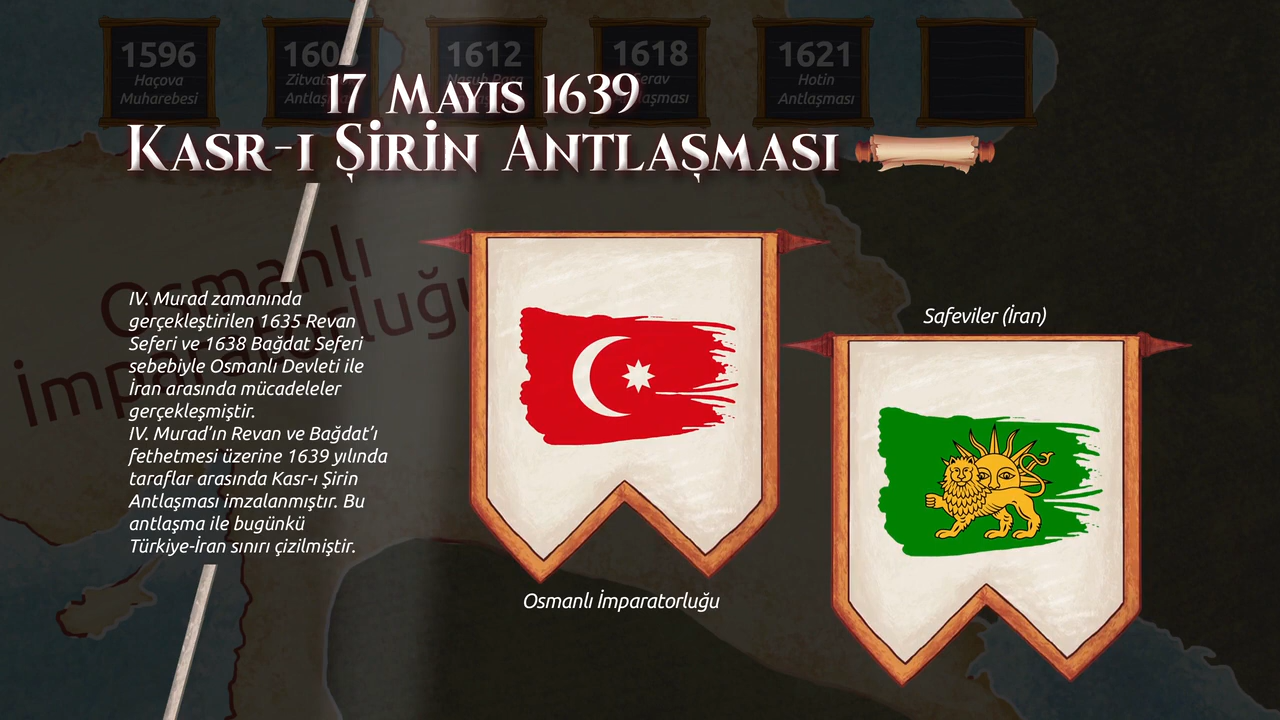 1596
Haçova
Muharebesi
1612
1618
1621
Hotin
Antlaşması
17 Mayıs 1639
Kasr-ı Şirin Antlaşması
Osmanlı
İmparatorluğu
IV. Murad zamanında
gerçekleştirilen 1635 Revan
Seferi ve 1638 Bağdat Seferi
sebebiyle Osmanlı Devleti ile
İran arasında mücadeleler
gerçekleşmiştir.
IV. Murad'ın Revan ve Bağdat'ı
fethetmesi üzerine 1639 yılında
taraflar arasında Kasr-ı Şirin
Antlaşması imzalanmıştır. Bu
antlaşma ile bugünkü
Türkiye-İran sınırı çizilmiştir.
Osmanlı İmparatorluğu
Safeviler (İran)